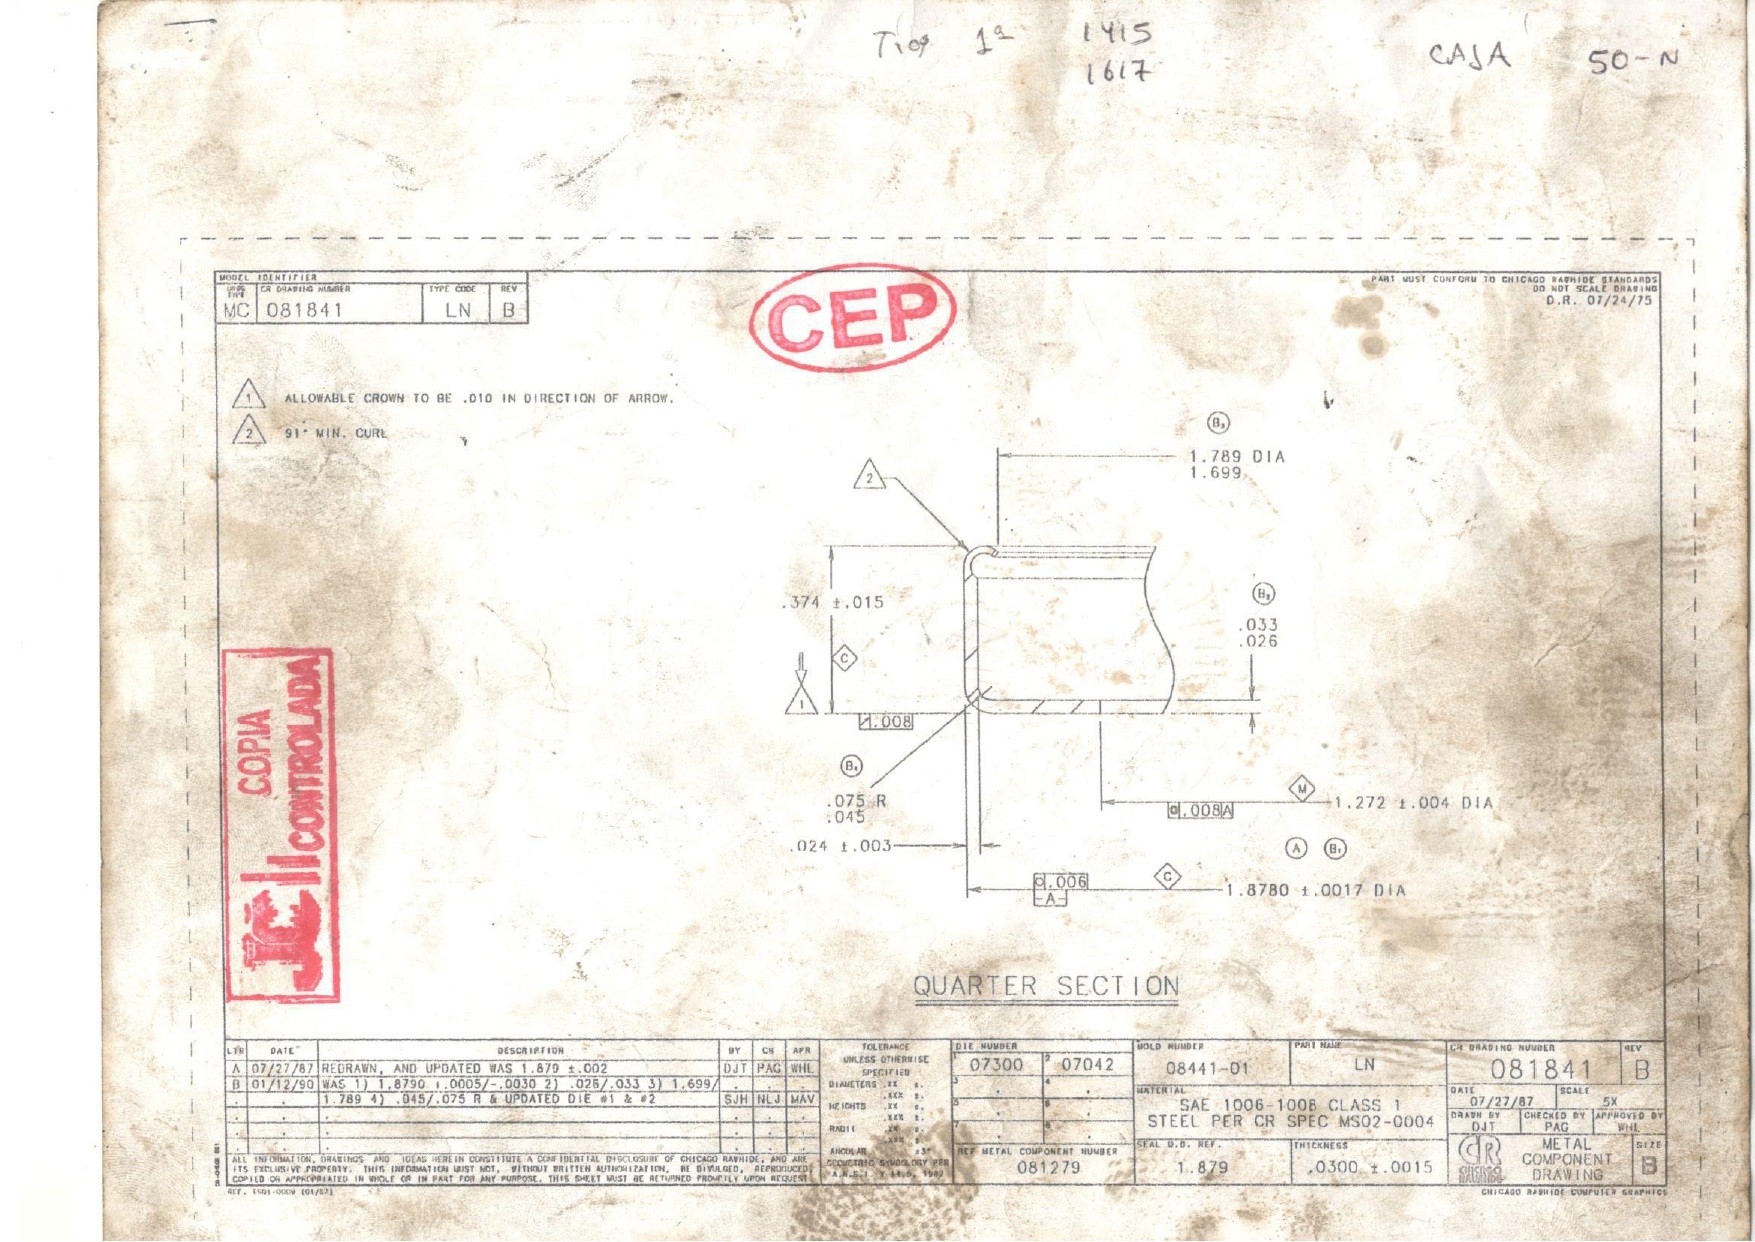 1ª 1415
1617
CAJA 50-N
MODEL IDENTIFIER
CR DRAWING NUMBER TYPE CODE REV
MC 081841 LN B
CEP
PART MUST CONFORM TO CHICAGO RAWHIDE STANDARDS
DO NOT SCALE DRAWING
D.R. 07/24/75
1 ALLOWABLE CROWN TO BE .010 IN DIRECTION OF ARROW.
2 91° MIN. CURL
B₃
1.789 DIA
1.699
2
.374 ±.015
C
1
.008
B₂
.033
.026
B₄
.075 R
.045
.024 ±.003
M
.008A 1.272 ±.004 DIA
A B₁
.006
-A-
C
1.8780 ±.0017 DIA
COPIA
CONTROLADA
QUARTER SECTION
LTR DATE DESCRIPTION BY CH APR
A 07/27/87 REDRAWN, AND UPDATED WAS 1.879 ±.002 DJT PAG WHL
B 01/12/90 WAS 1) 1.8790 +.0005/-.0030 2) .026/.033 3) 1.699/
1.789 4) .045/.075 R & UPDATED DIE #1 & #2 SJH NLJ MAV
ALL INFORMATION, DRAWINGS AND IDEAS HEREIN CONSTITUTE A CONFIDENTIAL DISCLOSURE OF CHICAGO RAWHIDE, AND ARE
ITS EXCLUSIVE PROPERTY. THIS INFORMATION MUST NOT, WITHOUT WRITTEN AUTHORIZATION, BE DIVULGED, REPRODUCED
COPIED OR APPROPRIATED IN WHOLE OR IN PART FOR ANY PURPOSE. THIS SHEET MUST BE RETURNED PROMPTLY UPON REQUEST
REF. 1501-0009 (01/87)
TOLERANCE
UNLESS OTHERWISE
SPECIFIED
DIAMETERS .XX ±.
.XXX ±.
HEIGHTS .XX ±.
.XXX ±.
RADII .XX ±.
.XXX ±.
ANGULAR ±3°
GEOMETRIC SYMBOLOGY PER
DIE NUMBER
1 07300 2 07042
3 4
5 6
7 8
REF METAL COMPONENT NUMBER
081279
MOLD NUMBER
08441-01
PART NAME
LN
MATERIAL
SAE 1006-1008 CLASS 1
STEEL PER CR SPEC MS02-0004
SEAL O.D. REF.
1.879
THICKNESS
.0300 ±.0015
CR DRAWING NUMBER REV
081841 B
DATE SCALE
07/27/87 5X
DRAWN BY CHECKED BY APPROVED BY
DJT PAG WHL
CHICAGO
RAWHIDE
METAL
COMPONENT
DRAWING
SIZE
B
CHICAGO RAWHIDE COMPUTER GRAPHICS